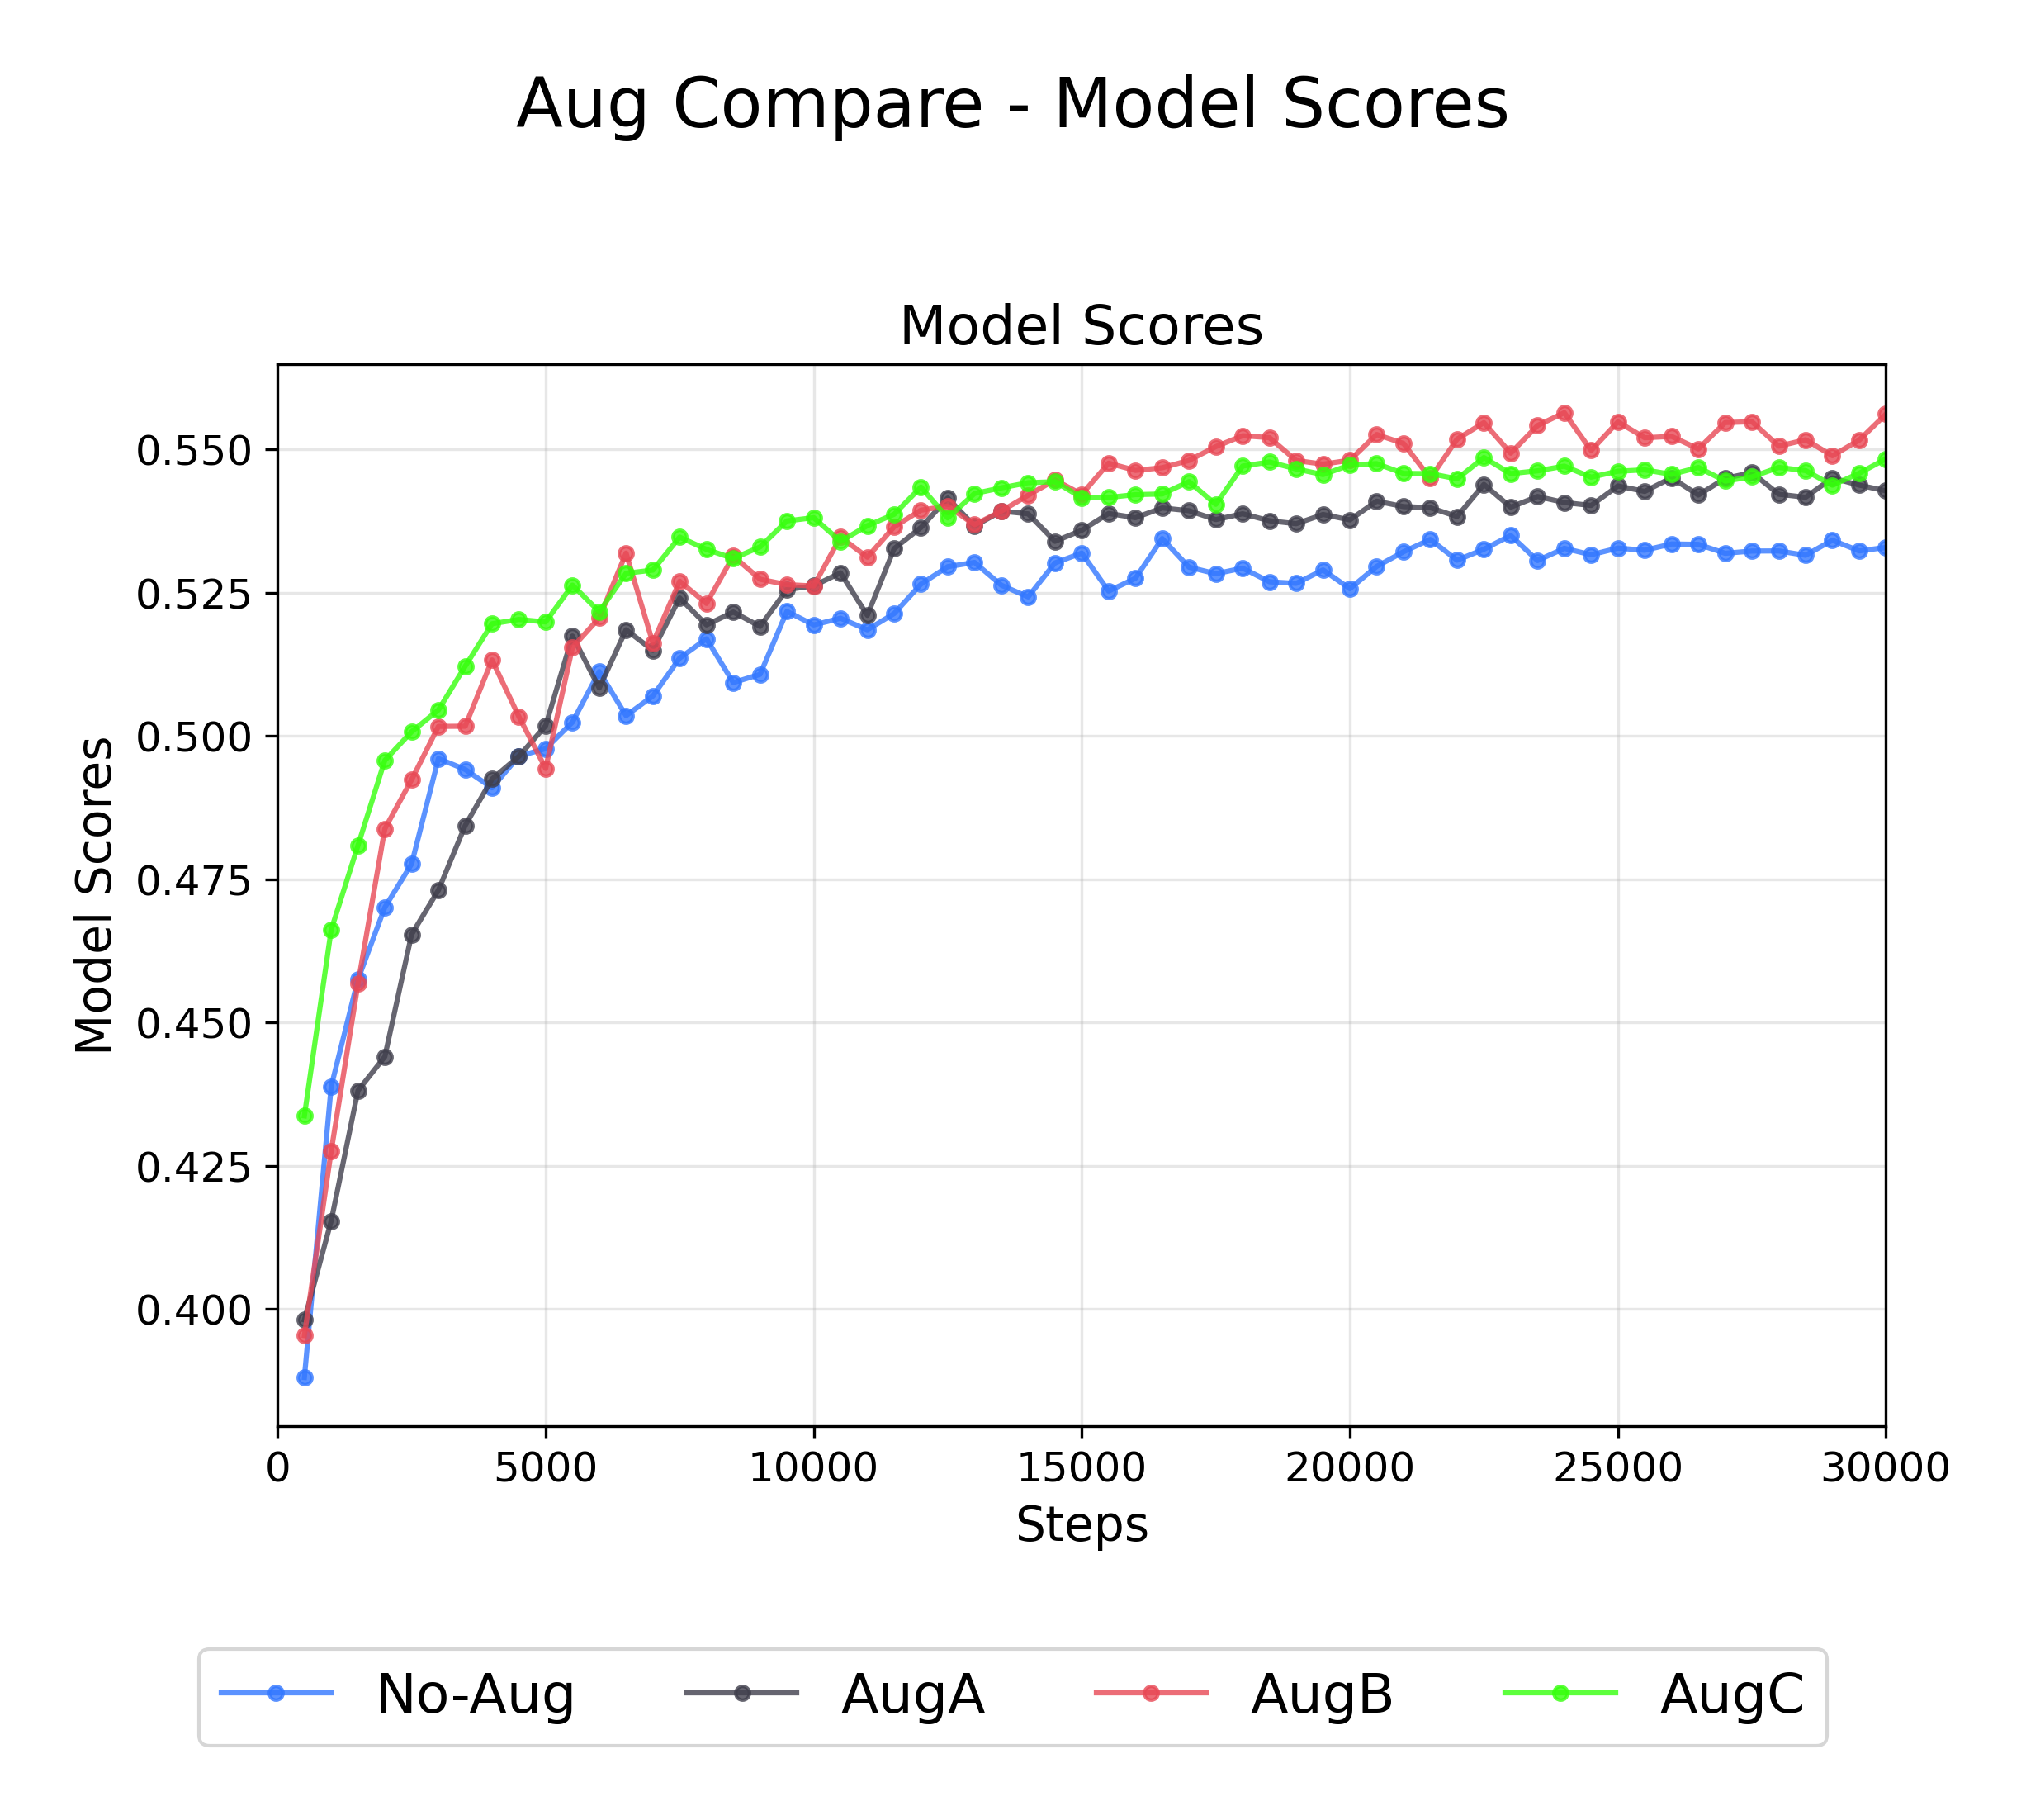 Aug Compare - Model Scores
Model Scores
Model Scores
0.550
0.525
0.500
0.475
0.450
0.425
0.400
0 5000 10000 15000 20000 25000 30000
Steps
No-Aug AugA AugB AugC